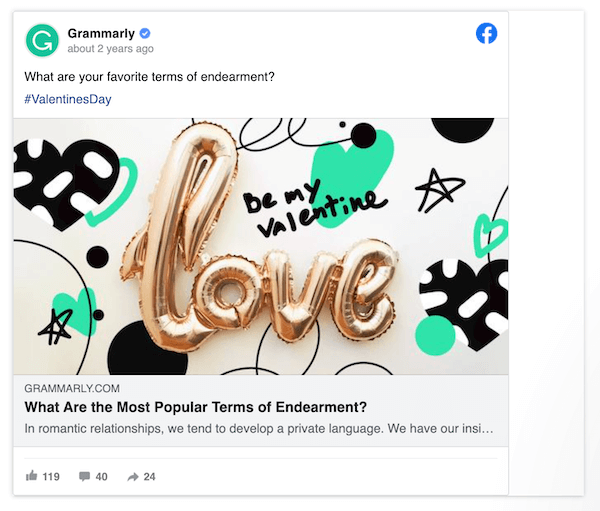 Grammarly
about 2 years ago
What are your favorite terms of endearment?
#ValentinesDay
be my
valentine
love
GRAMMARLY.COM
What Are the Most Popular Terms of Endearment?
In romantic relationships, we tend to develop a private language. We have our insi...
119 40 24